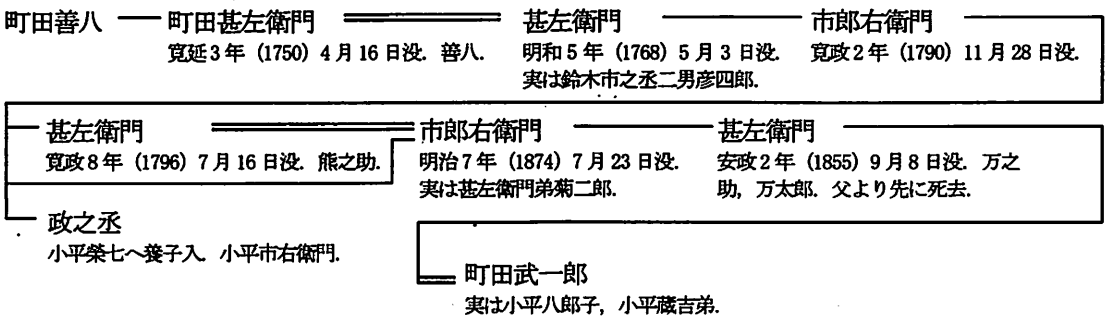 町田善八 町田甚左衛門 甚左衛門 市郎右衛門
寛延3年 (1750) 4月16日没. 善八. 明和5年 (1768) 5月3日没. 寛政2年 (1790) 11月28日没.
実は鈴木市之丞二男彦四郎.
甚左衛門 市郎右衛門 甚左衛門
寛政8年 (1796) 7月16日没. 熊之助. 明治7年 (1874) 7月23日没. 安政2年 (1855) 9月8日没. 万之
実は甚左衛門弟菊二郎. 助, 万太郎. 父より先に死去.
政之丞
小平榮七へ養子入. 小平市右衛門.
町田武一郎
実は小平八郎子, 小平蔵吉弟.